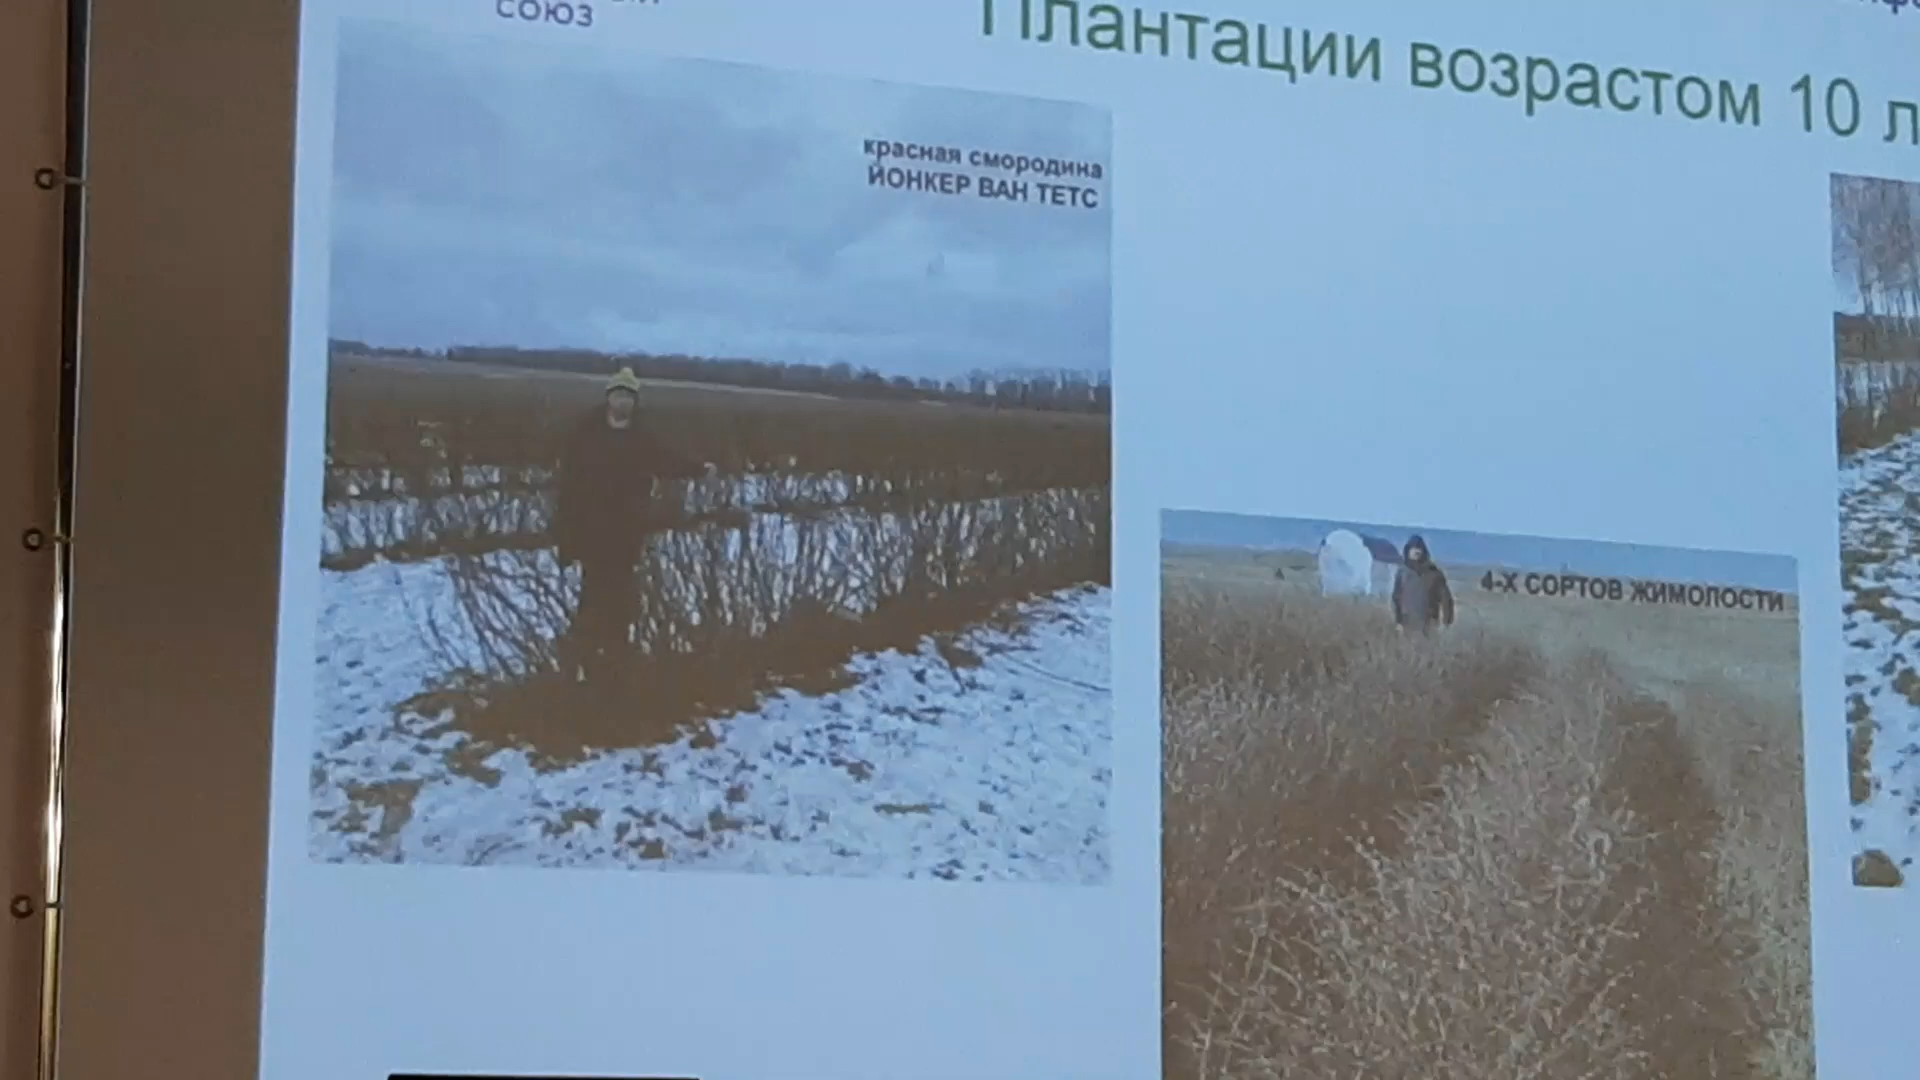 СОЮЗ
Плантации возрастом 10 л
красная смородина
ЙОНКЕР ВАН ТЕТС
4-Х СОРТОВ ЖИМОЛОСТИ